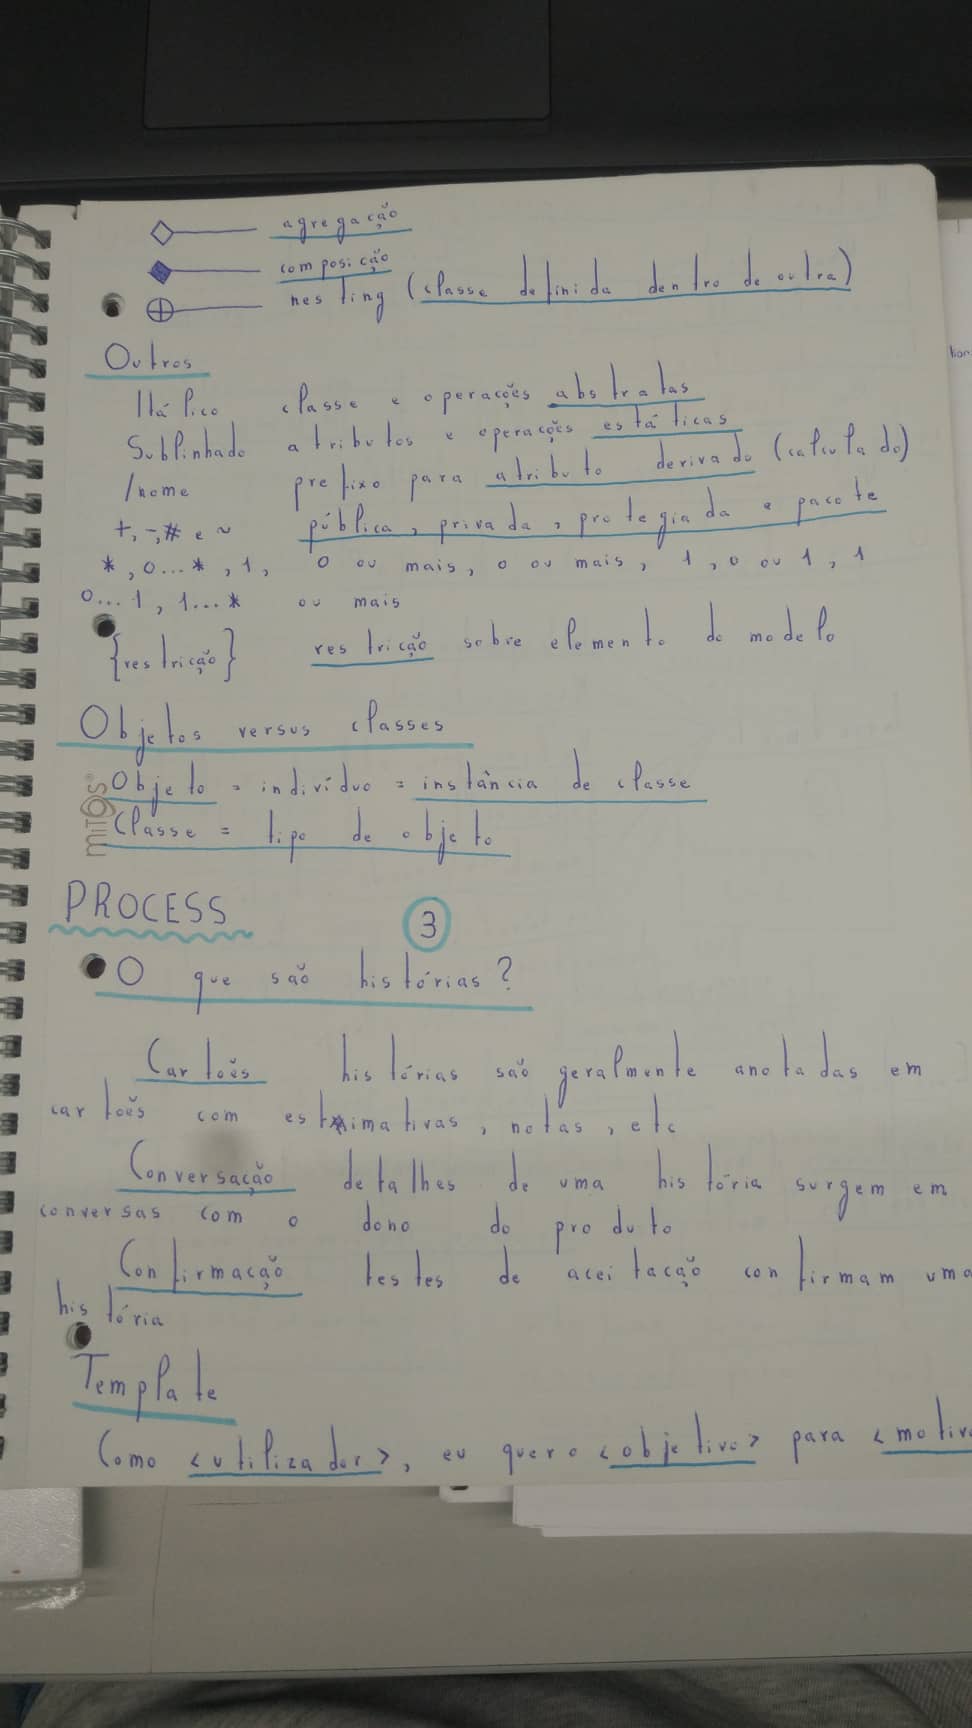 agregação
composição
nesting (classe definida dentro de outra)
Outros
Itálico classe e operações abstratas
Sublinhado atributos e operações estáticas
/nome prefixo para atributo derivado (calculado)
+, -, # e ~ pública, privada, protegiada e pacote
*, 0...*, 1, 0 ou mais, 0 ou mais, 1, 0 ou 1, 1
0...1, 1...* ou mais
{restrição} restrição sobre elemento do modelo
Objetos versus classes
Objeto = indivíduo = instância de classe
Classe = tipo de objeto
mitos
PROCESS 3
O que são histórias?
Cartões histórias são geralmente anotadas em
cartões com estimativas, notas, etc
Conversação detalhes de uma história surgem em
conversas com o dono do produto
Confirmação testes de aceitação confirmam uma
história
Template
Como <utilizador>, eu quero <objetivo> para <motiv